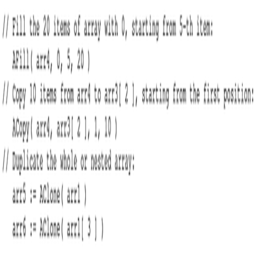 // Fill the 20 items of array with 0, starting from 5-th item:
AFill( arr4, 0, 5, 20 )
// Copy 10 items from arr4 to arr3[ 2 ], starting from the first position:
ACopy( arr4, arr3[ 2 ], 1, 10 )
// Duplicate the whole or nested array:
arr5 := AClone( arr1 )
arr6 := AClone( arr1[ 3 ] )